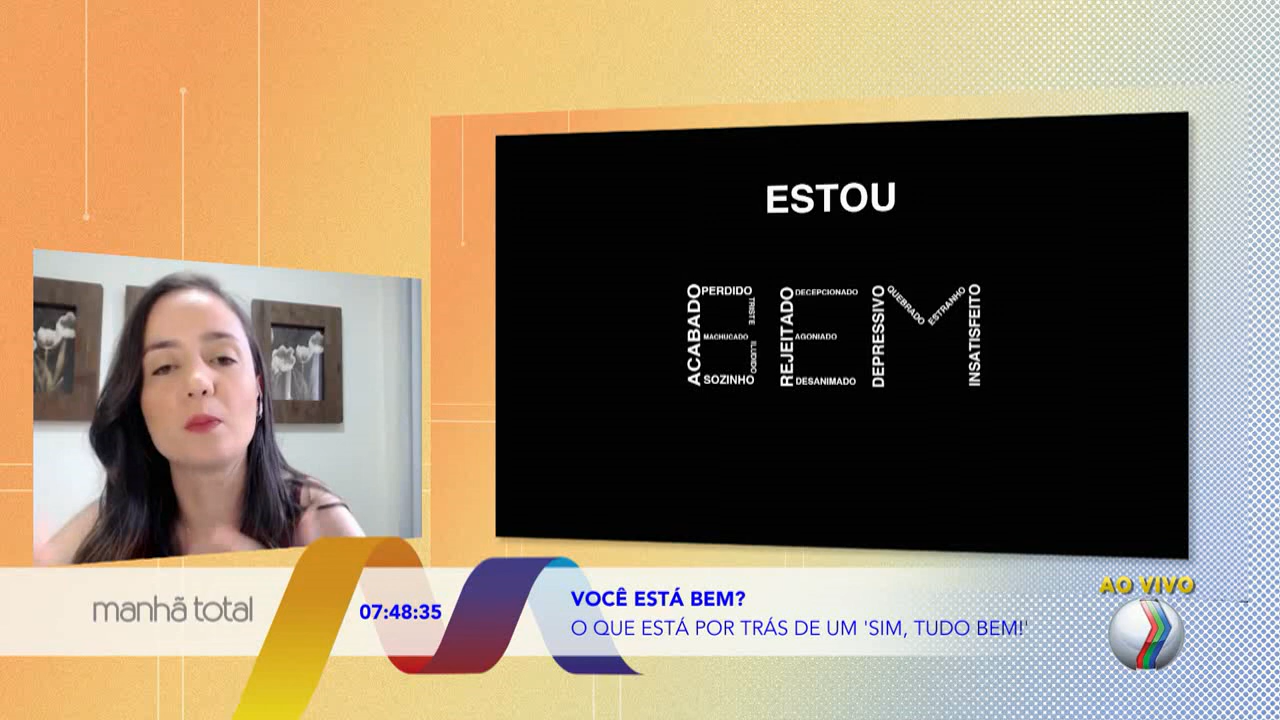 ESTOU
ACABADO
PERDIDO
TRISTE
MACHUCADO
ILUDIDO
SOZINHO
REJEITADO
DECEPCIONADO
AGONIADO
DESANIMADO
DEPRESSIVO
QUEBRADO
ESTRANHO
INSATISFEITO
manhã total
07:48:35
VOCÊ ESTÁ BEM?
O QUE ESTÁ POR TRÁS DE UM 'SIM, TUDO BEM!'
AO VIVO